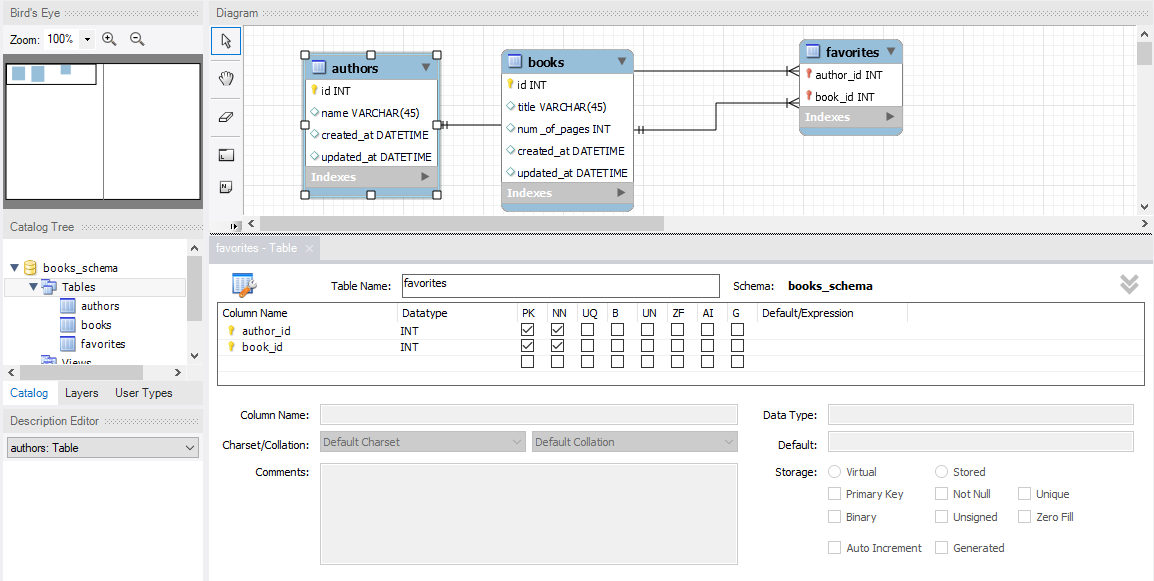 Bird's Eye
Zoom: 100%
Diagram
authors
id INT
name VARCHAR(45)
created_at DATETIME
updated_at DATETIME
Indexes
books
id INT
title VARCHAR(45)
num_of_pages INT
created_at DATETIME
updated_at DATETIME
Indexes
favorites
author_id INT
book_id INT
Indexes
Catalog Tree
books_schema
Tables
authors
books
favorites
Views
Catalog Layers User Types
Description Editor
authors: Table
favorites - Table
Table Name: favorites Schema: books_schema
Column Name Datatype PK NN UQ B UN ZF AI G Default/Expression
author_id INT
book_id INT
Column Name: Data Type:
Charset/Collation: Default Charset Default Collation Default:
Comments: Storage: Virtual Stored
Primary Key Not Null Unique
Binary Unsigned Zero Fill
Auto Increment Generated